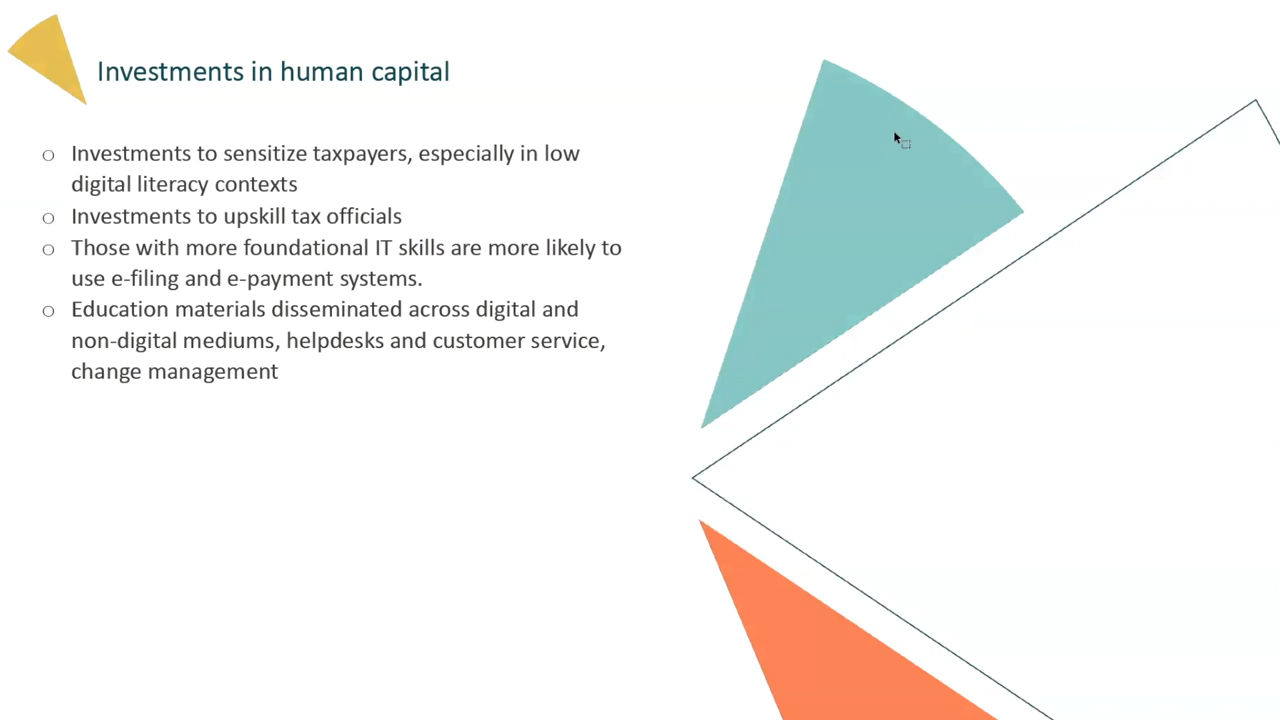 Investments in human capital
o Investments to sensitize taxpayers, especially in low
digital literacy contexts
o Investments to upskill tax officials
o Those with more foundational IT skills are more likely to
use e-filing and e-payment systems.
o Education materials disseminated across digital and
non-digital mediums, helpdesks and customer service,
change management